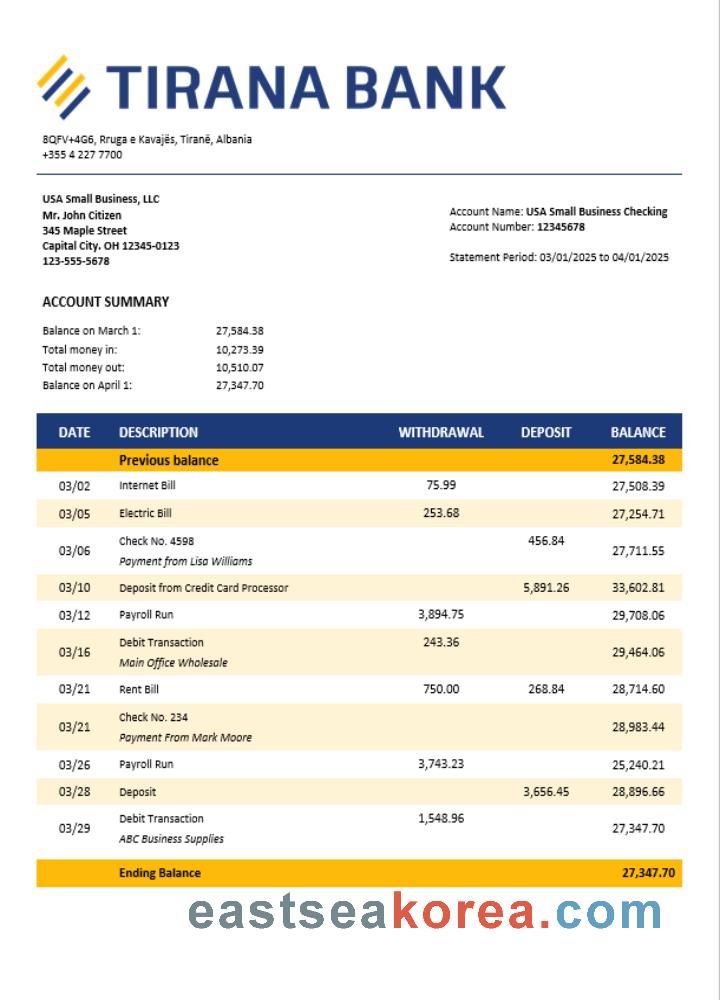 TIRANA BANK
8QFV+4G6, Rruga e Kavajës, Tiranë, Albania
+355 4 227 7700
USA Small Business, LLC
Mr. John Citizen
345 Maple Street
Capital City. OH 12345-0123
123-555-5678
Account Name: USA Small Business Checking
Account Number: 12345678
Statement Period: 03/01/2025 to 04/01/2025
ACCOUNT SUMMARY
Balance on March 1: 27,584.38
Total money in: 10,273.39
Total money out: 10,510.07
Balance on April 1: 27,347.70
DATE DESCRIPTION WITHDRAWAL DEPOSIT BALANCE
Previous balance 27,584.38
03/02 Internet Bill 75.99 27,508.39
03/05 Electric Bill 253.68 27,254.71
03/06 Check No. 4598 456.84 27,711.55
Payment from Lisa Williams
03/10 Deposit from Credit Card Processor 5,891.26 33,602.81
03/12 Payroll Run 3,894.75 29,708.06
03/16 Debit Transaction 243.36 29,464.06
Main Office Wholesale
03/21 Rent Bill 750.00 268.84 28,714.60
03/21 Check No. 234 28,983.44
Payment From Mark Moore
03/26 Payroll Run 3,743.23 25,240.21
03/28 Deposit 3,656.45 28,896.66
03/29 Debit Transaction 1,548.96 27,347.70
ABC Business Supplies
Ending Balance 27,347.70
eastseakorea.com